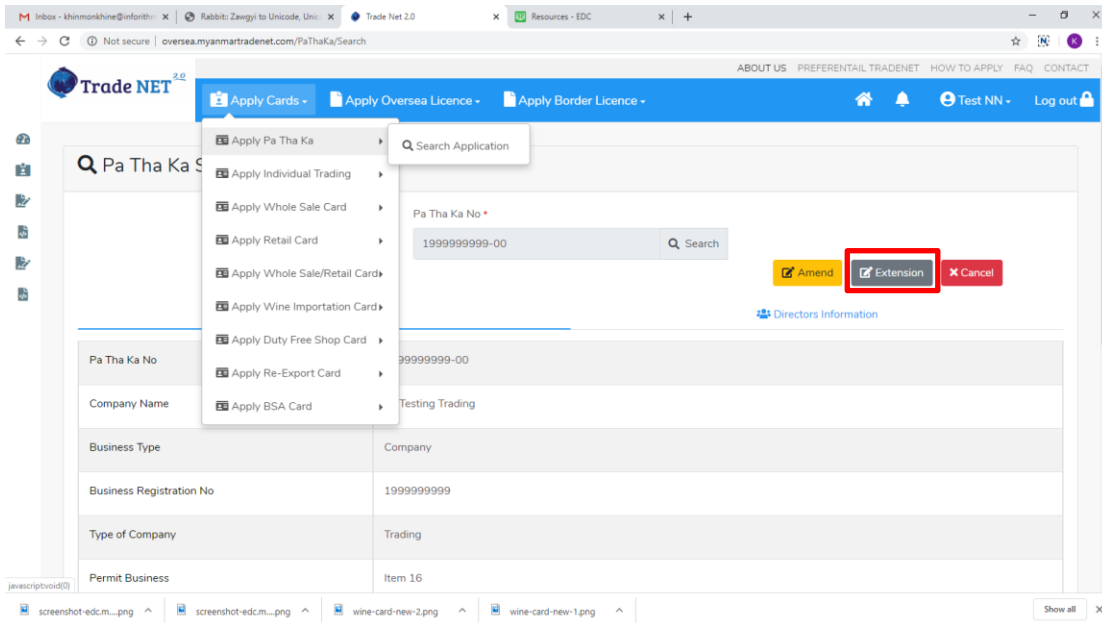 Inbox - khinmonkhine@inforithm
Rabbit: Zawgyi to Unicode, Unic
Trade Net 2.0
Resources - EDC
Not secure | oversea.myanmartradenet.com/PaThaKa/Search
K
ABOUT US PREFERENTAIL TRADENET HOW TO APPLY FAQ CONTACT
Trade NET 2.0
Apply Cards
Apply Oversea Licence
Apply Border Licence
Test NN
Log out
Apply Pa Tha Ka
Search Application
Pa Tha Ka S
Apply Individual Trading
Apply Whole Sale Card
Pa Tha Ka No *
Apply Retail Card
1999999999-00
Search
Apply Whole Sale/Retail Card
Amend
Extension
Cancel
Apply Wine Importation Card
Directors Information
Apply Duty Free Shop Card
Pa Tha Ka No
99999999-00
Apply Re-Export Card
Company Name
Testing Trading
Apply BSA Card
Business Type
Company
Business Registration No
1999999999
Type of Company
Trading
Permit Business
Item 16
javascript:void(0)
screenshot-edc.m....png
screenshot-edc.m....png
wine-card-new-2.png
wine-card-new-1.png
Show all